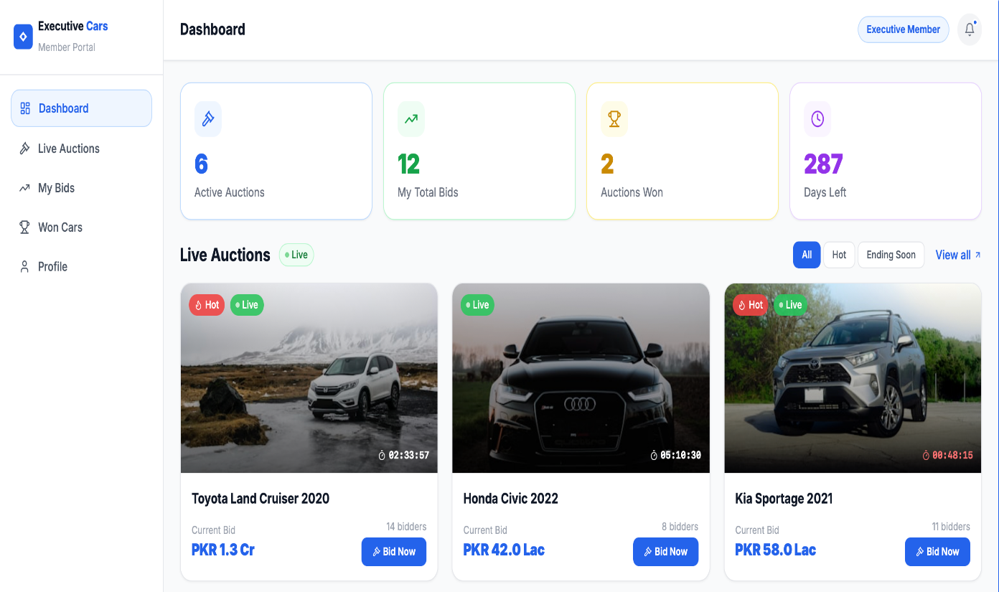 Executive Cars
Member Portal
Dashboard
Live Auctions
My Bids
Won Cars
Profile
Dashboard
Executive Member
6
Active Auctions
12
My Total Bids
2
Auctions Won
287
Days Left
Live Auctions
Live
All
Hot
Ending Soon
View all
Hot
Live
02:33:57
Toyota Land Cruiser 2020
Current Bid
14 bidders
PKR 1.3 Cr
Bid Now
Live
05:10:30
Honda Civic 2022
Current Bid
8 bidders
PKR 42.0 Lac
Bid Now
Hot
Live
00:48:15
Kia Sportage 2021
Current Bid
11 bidders
PKR 58.0 Lac
Bid Now